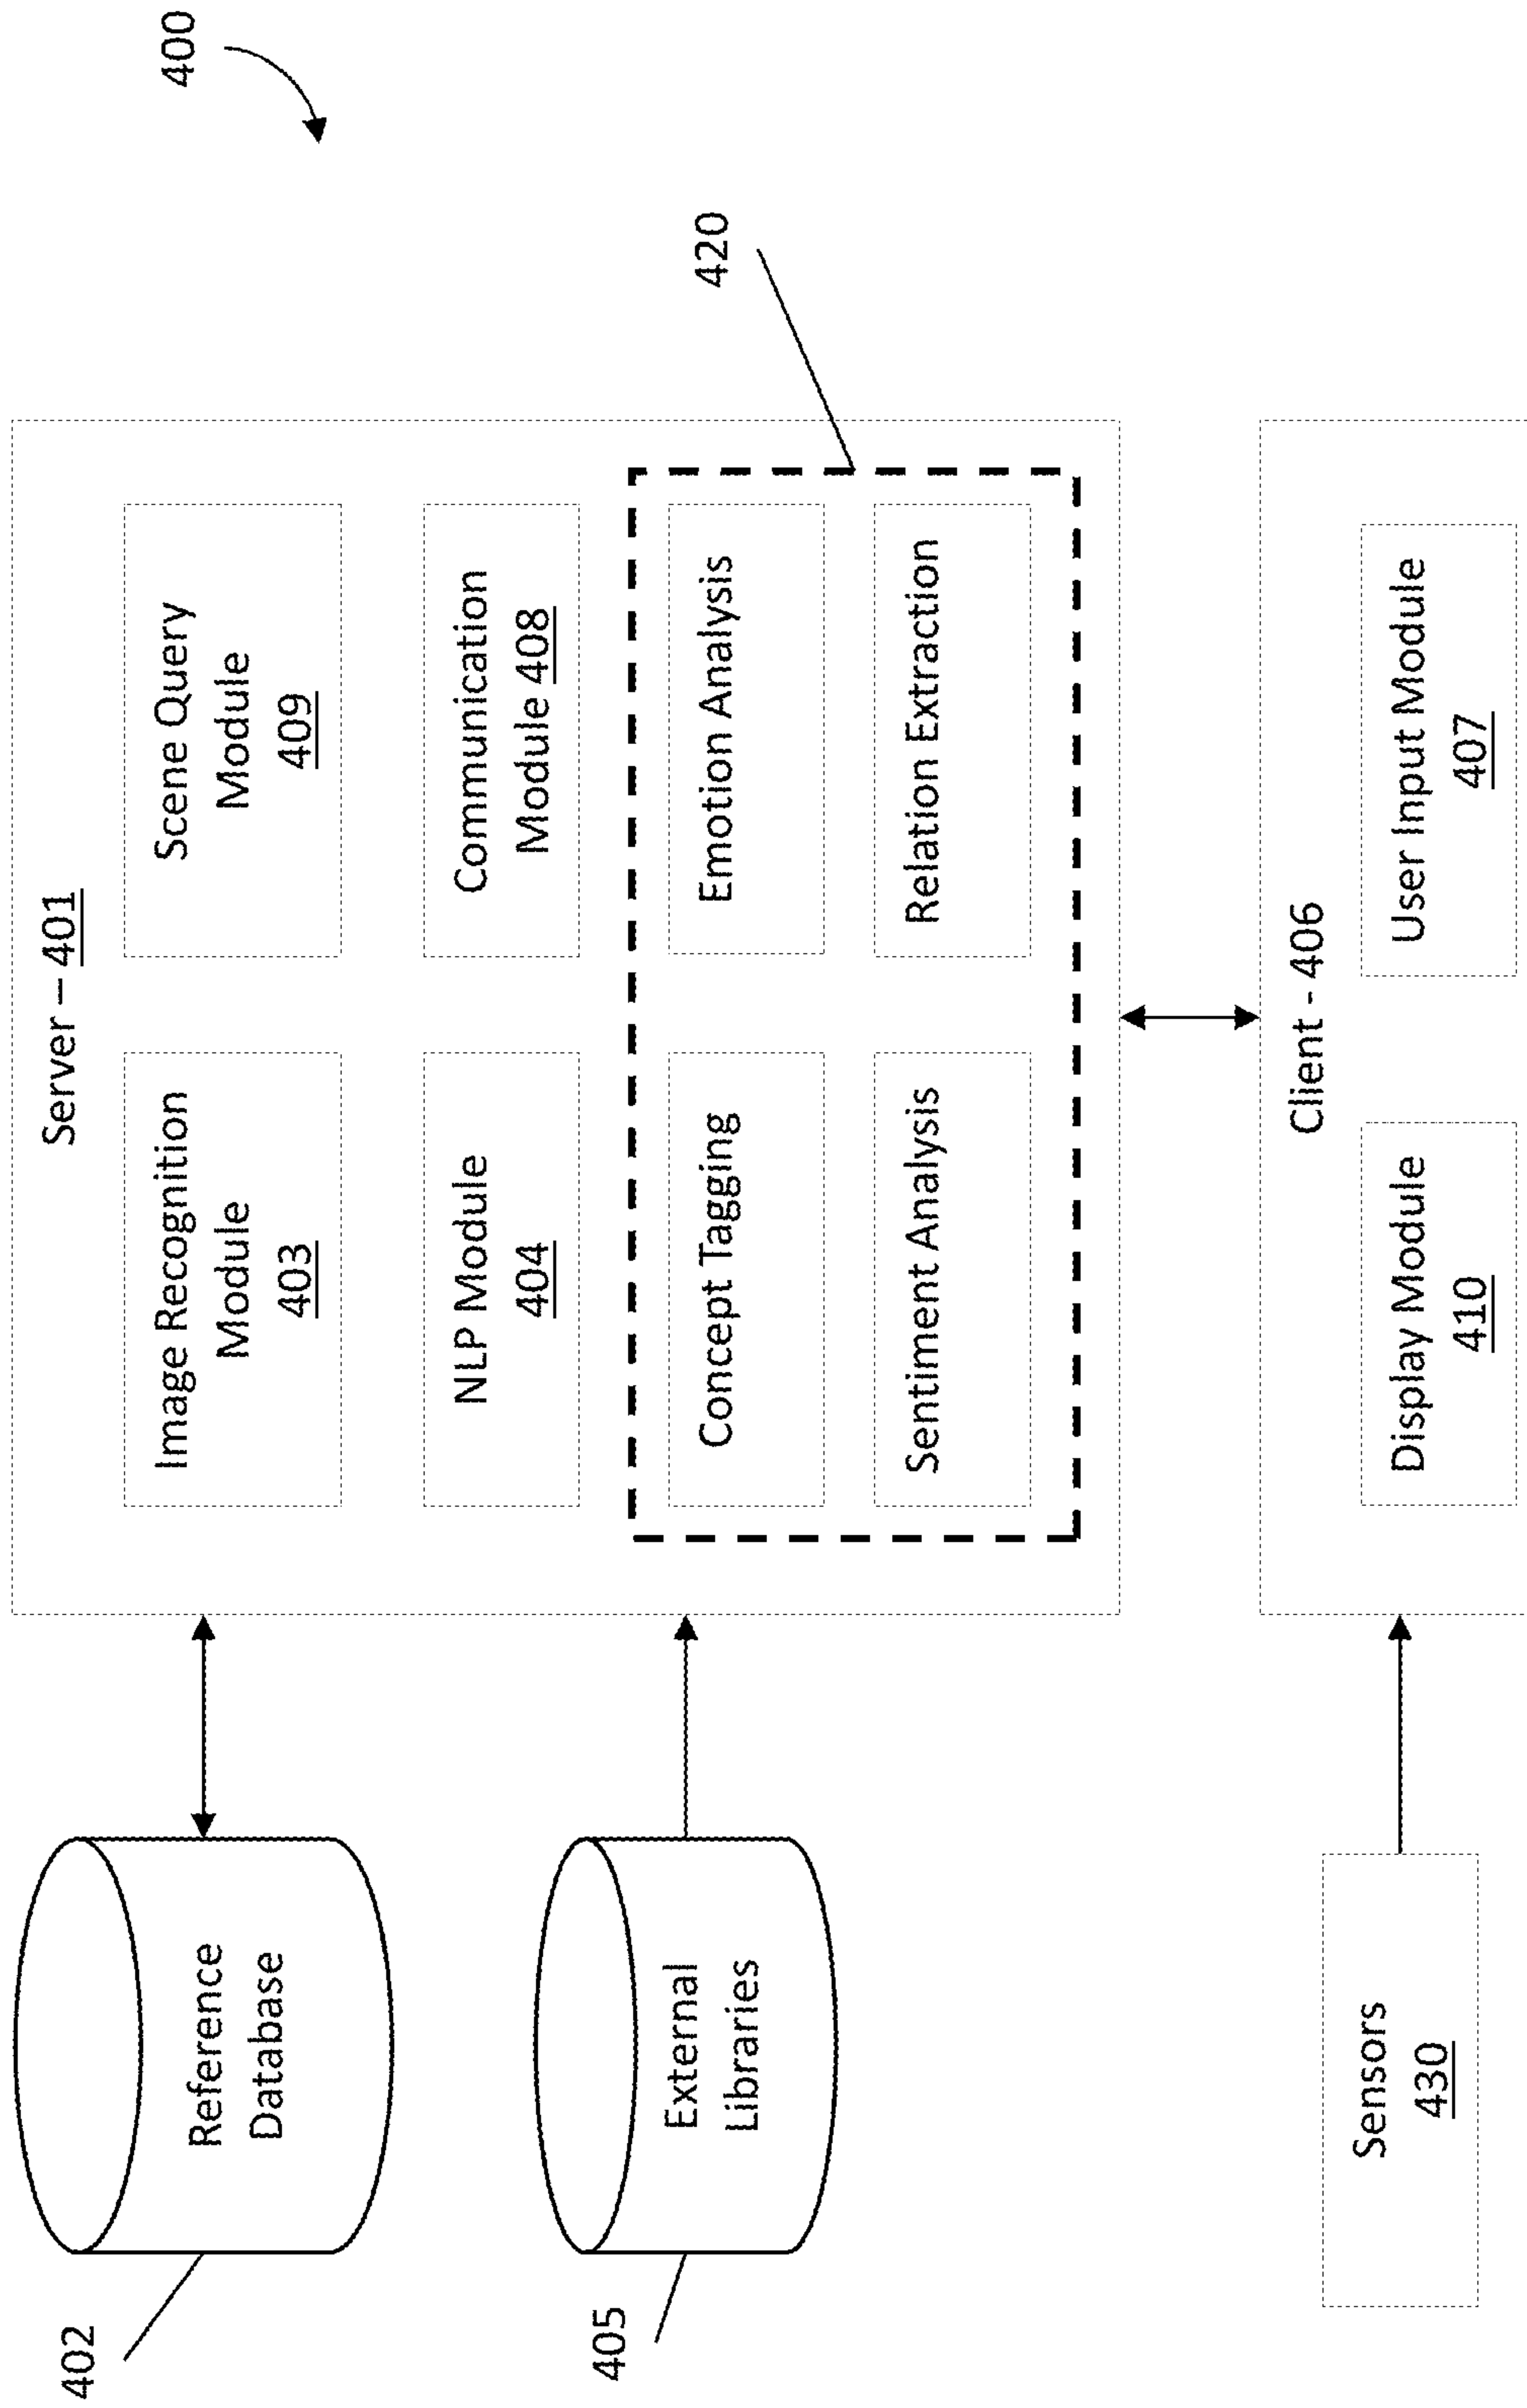 400
Server – 401
Image Recognition
Module
403
Scene Query
Module
409
NLP Module
404
Communication
Module 408
420
Concept Tagging
Emotion Analysis
Sentiment Analysis
Relation Extraction
402
Reference
Database
405
External
Libraries
Client - 406
Display Module
410
User Input Module
407
Sensors
430